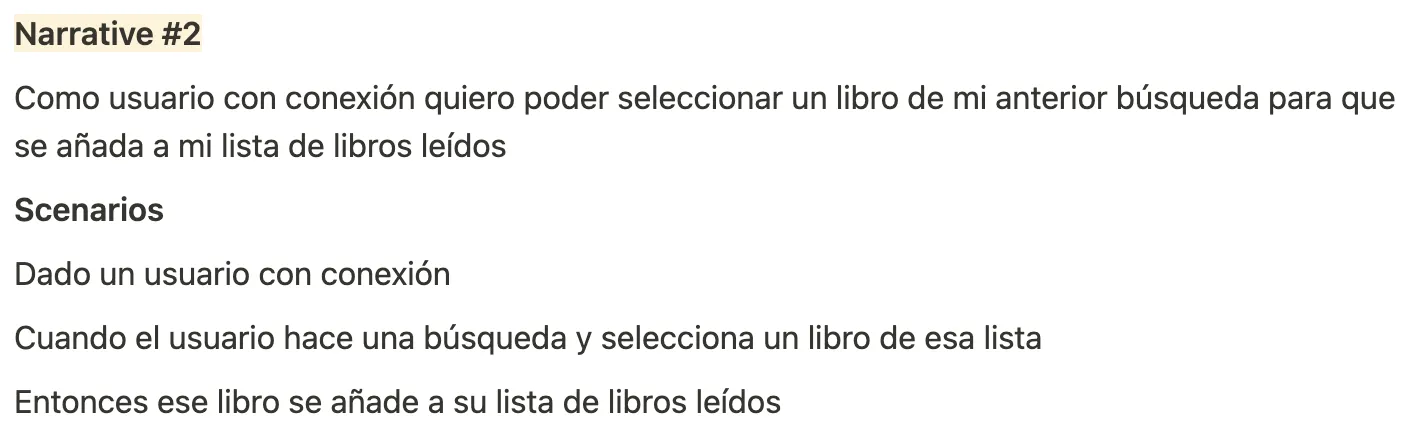 Narrative #2
Como usuario con conexión quiero poder seleccionar un libro de mi anterior búsqueda para que
se añada a mi lista de libros leídos
Scenarios
Dado un usuario con conexión
Cuando el usuario hace una búsqueda y selecciona un libro de esa lista
Entonces ese libro se añade a su lista de libros leídos